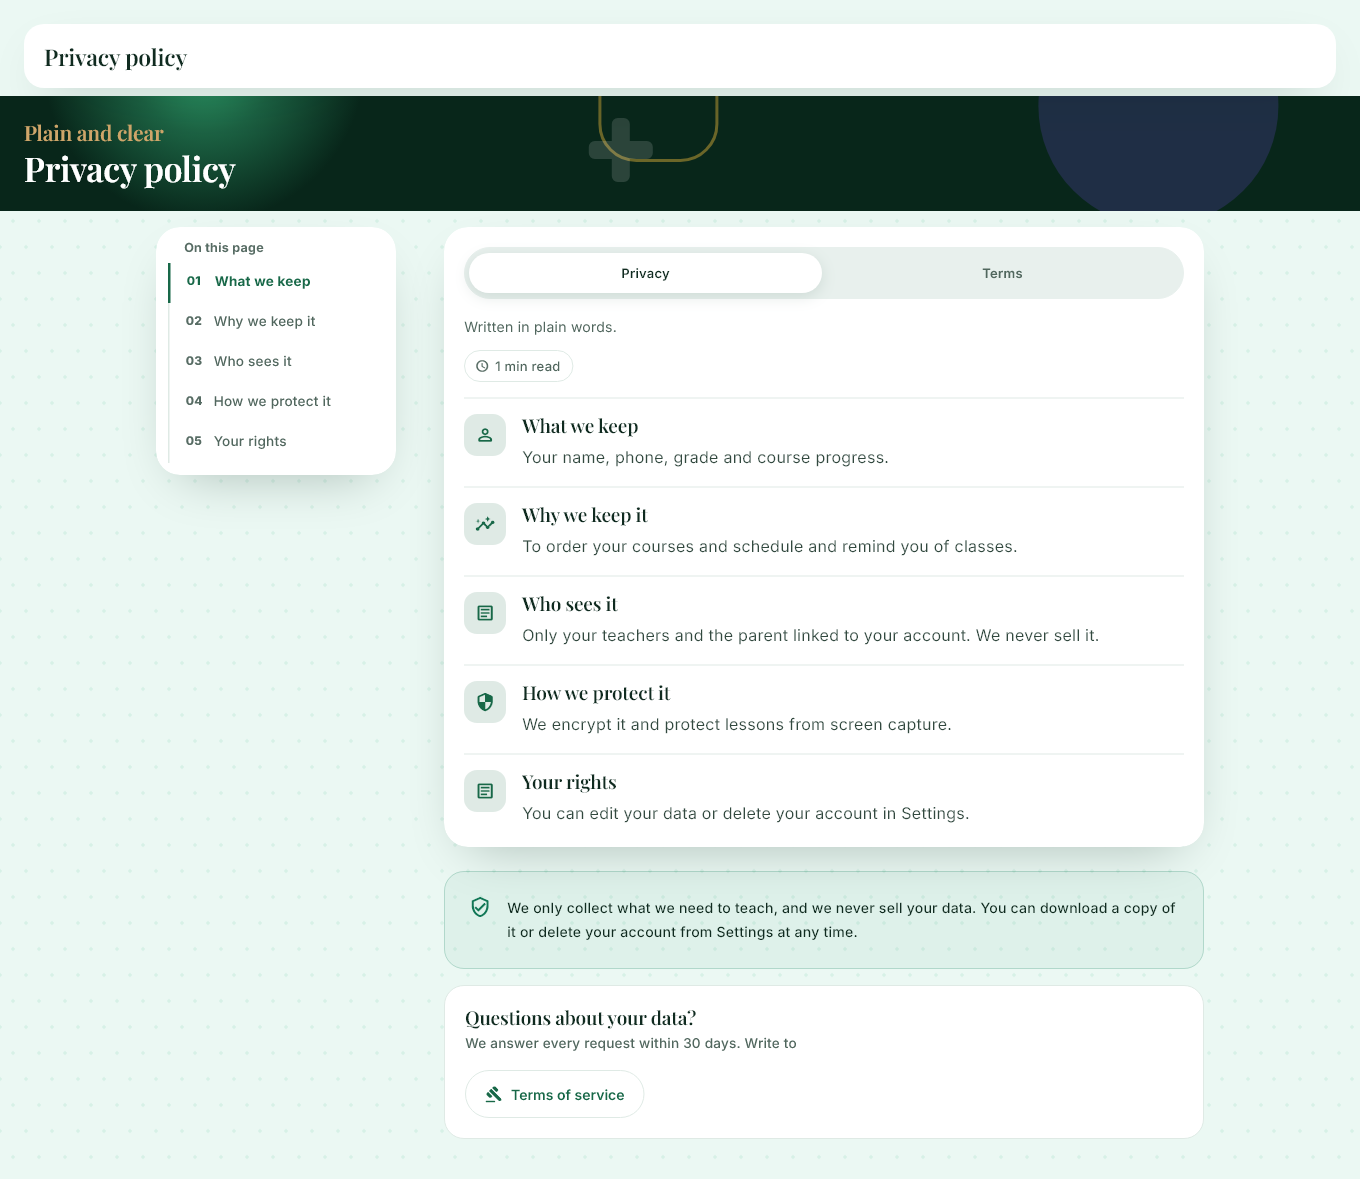 Privacy policy
Plain and clear
Privacy policy
On this page
01 What we keep
02 Why we keep it
03 Who sees it
04 How we protect it
05 Your rights
Privacy
Terms
Written in plain words.
1 min read
What we keep
Your name, phone, grade and course progress.
Why we keep it
To order your courses and schedule and remind you of classes.
Who sees it
Only your teachers and the parent linked to your account. We never sell it.
How we protect it
We encrypt it and protect lessons from screen capture.
Your rights
You can edit your data or delete your account in Settings.
We only collect what we need to teach, and we never sell your data. You can download a copy of
it or delete your account from Settings at any time.
Questions about your data?
We answer every request within 30 days. Write to
Terms of service